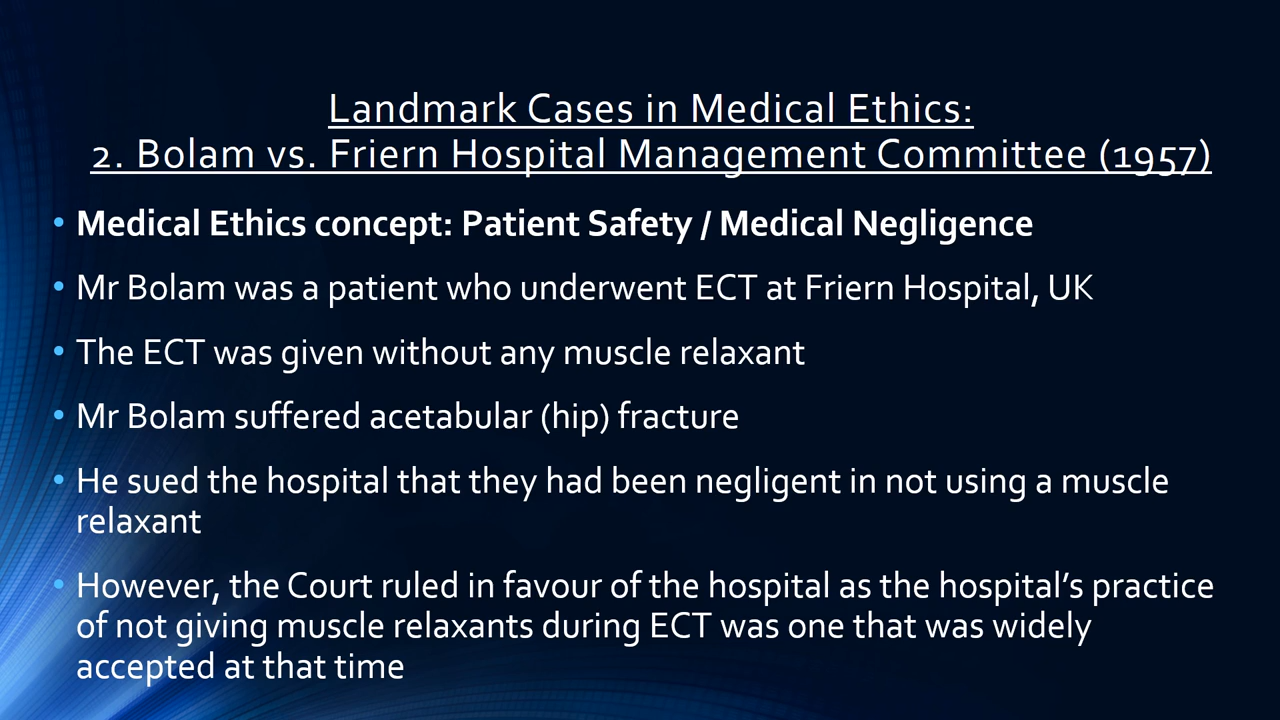 Landmark Cases in Medical Ethics:
2. Bolam vs. Friern Hospital Management Committee (1957)
• Medical Ethics concept: Patient Safety / Medical Negligence
• Mr Bolam was a patient who underwent ECT at Friern Hospital, UK
• The ECT was given without any muscle relaxant
• Mr Bolam suffered acetabular (hip) fracture
• He sued the hospital that they had been negligent in not using a muscle
relaxant
• However, the Court ruled in favour of the hospital as the hospital’s practice
of not giving muscle relaxants during ECT was one that was widely
accepted at that time